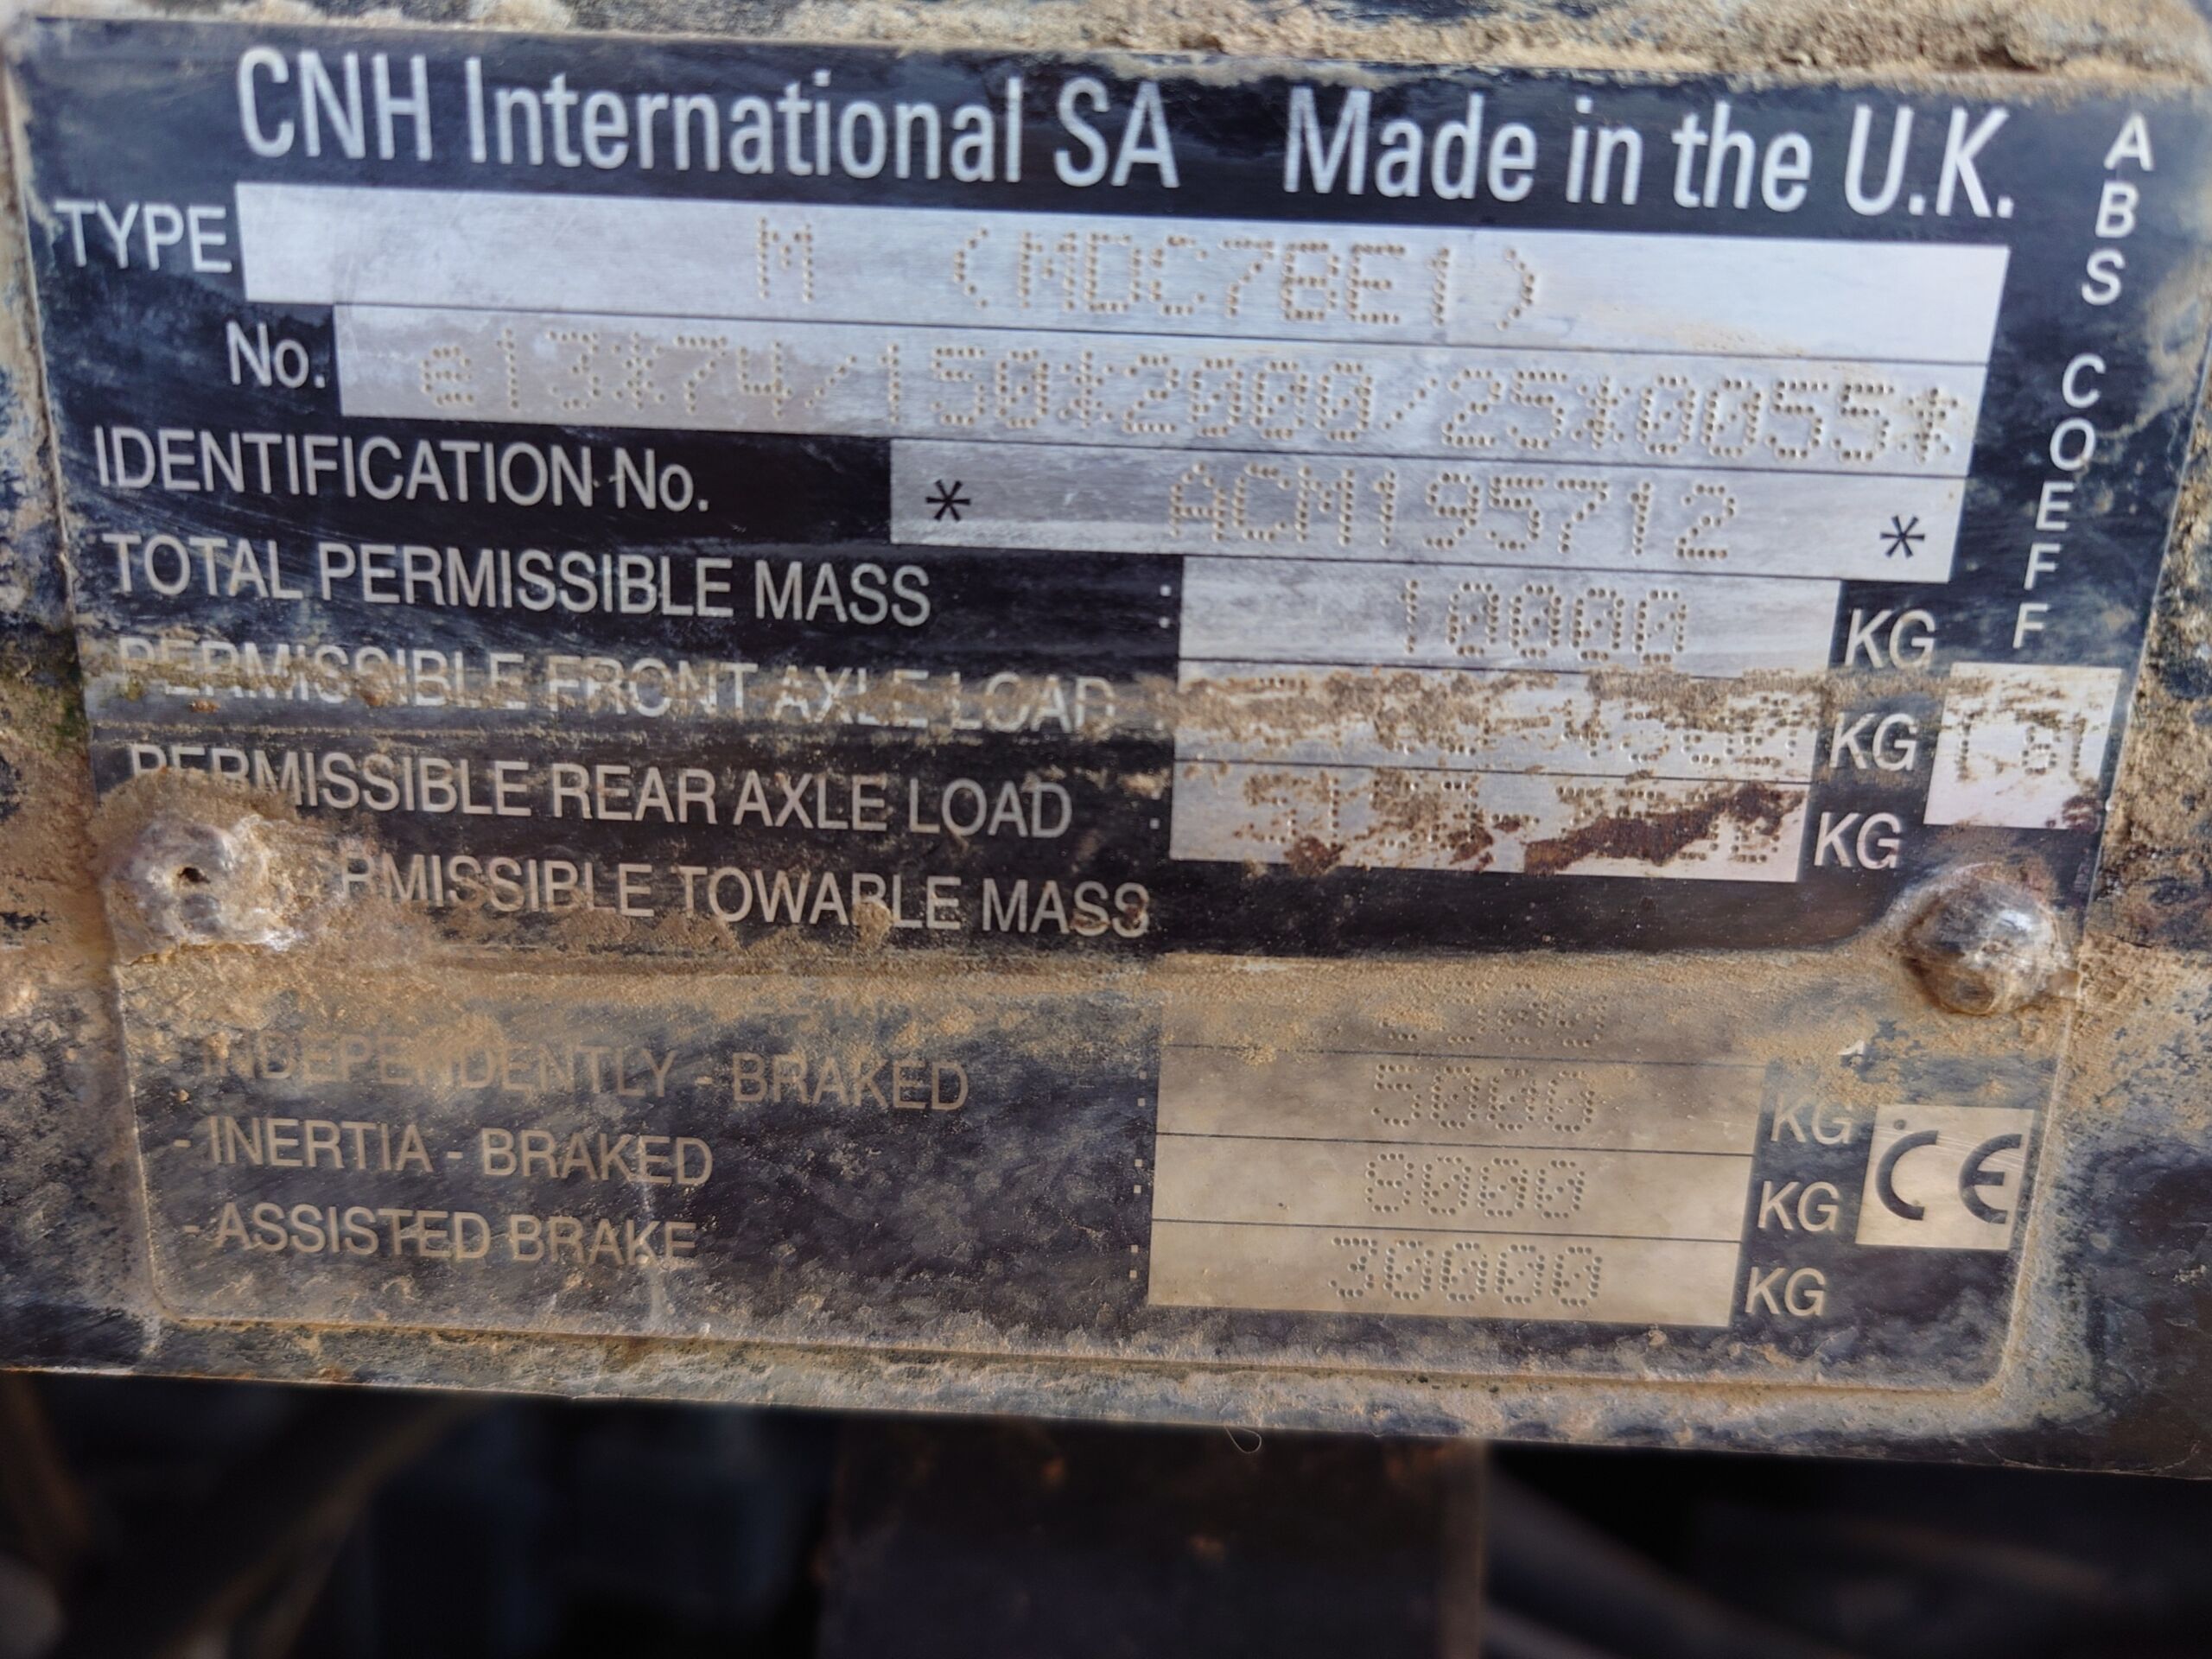 CNH International SA Made in the U.K.
TYPE M (MDC7BE1)
No. e13*74/150*2000/25*0055*
IDENTIFICATION No. * ACM195712 *
TOTAL PERMISSIBLE MASS : 10000 KG
PERMISSIBLE FRONT AXLE LOAD : KG
PERMISSIBLE REAR AXLE LOAD : KG
PERMISSIBLE TOWABLE MASS
- INDEPENDENTLY - BRAKED : 5000 KG
- INERTIA - BRAKED : 8000 KG
- ASSISTED BRAKE : 30000 KG
ABS COEFF
CE